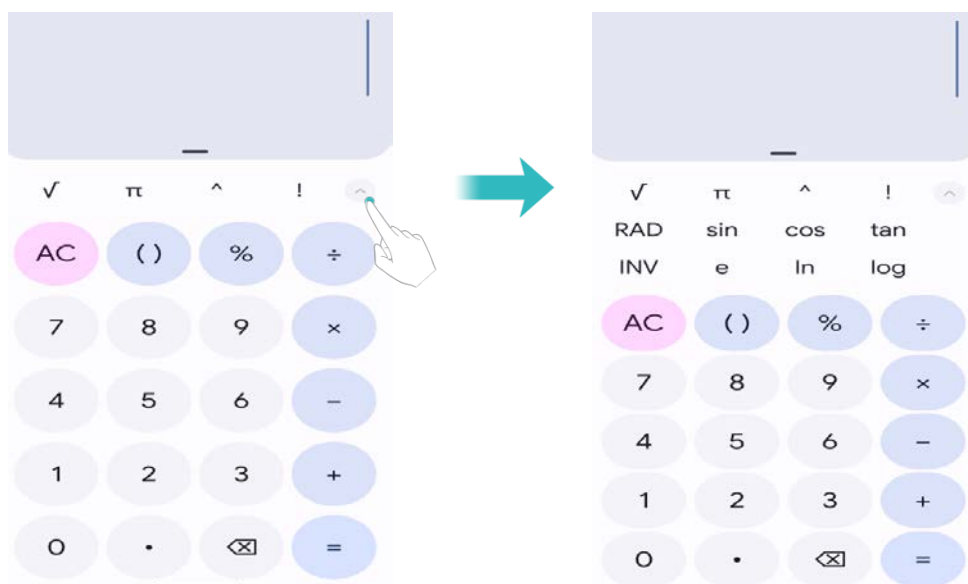 √ π ^ !
AC ( ) % ÷
7 8 9 ×
4 5 6 −
1 2 3 +
0 . =
√ π ^ !
RAD sin cos tan
INV e ln log
AC ( ) % ÷
7 8 9 ×
4 5 6 −
1 2 3 +
0 . =